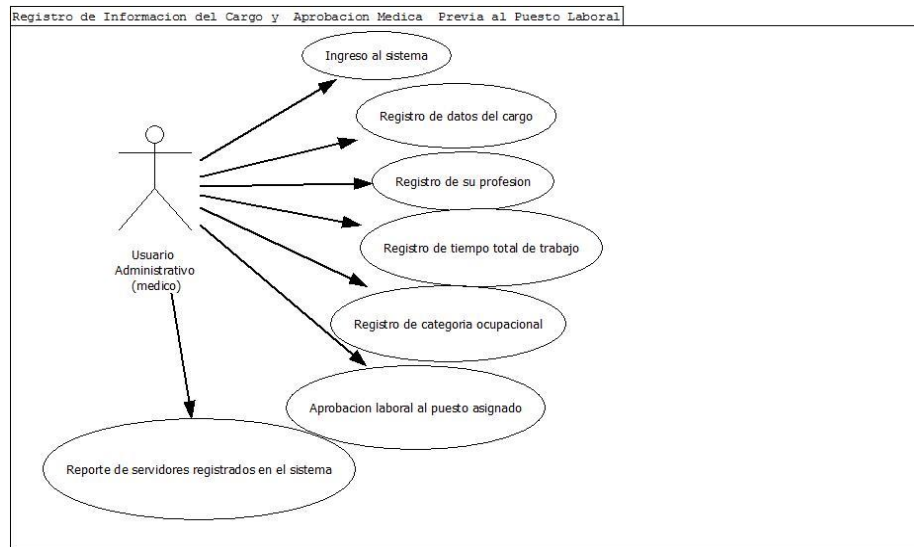 Registro de Informacion del Cargo y Aprobacion Medica Previa al Puesto Laboral
Ingreso al sistema
Registro de datos del cargo
Registro de su profesion
Registro de tiempo total de trabajo
Usuario
Administrativo
(medico)
Registro de categoria ocupacional
Aprobacion laboral al puesto asignado
Reporte de servidores registrados en el sistema